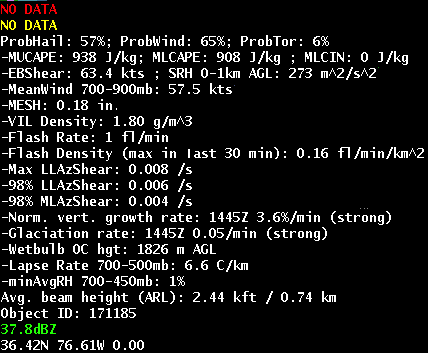 NO DATA
NO DATA
ProbHail: 57%; ProbWind: 65%; ProbTor: 6%
-MUCAPE: 938 J/kg; MLCAPE: 908 J/kg ; MLCIN: 0 J/kg
-EBShear: 63.4 kts ; SRH 0-1km AGL: 273 m^2/s^2
-MeanWind 700-900mb: 57.5 kts
-MESH: 0.18 in.
-VIL Density: 1.80 g/m^3
-Flash Rate: 1 fl/min
-Flash Density (max in last 30 min): 0.16 fl/min/km^2
-Max LLAzShear: 0.008 /s
-98% LLAzShear: 0.006 /s
-98% MLAzShear: 0.004 /s
-Norm. vert. growth rate: 1445Z 3.6%/min (strong)
-Glaciation rate: 1445Z 0.05/min (strong)
-Wetbulb 0C hgt: 1826 m AGL
-Lapse Rate 700-500mb: 6.6 C/km
-minAvgRH 700-450mb: 1%
Avg. beam height (ARL): 2.44 kft / 0.74 km
Object ID: 171185
37.8dBZ
36.42N 76.61W 0.00